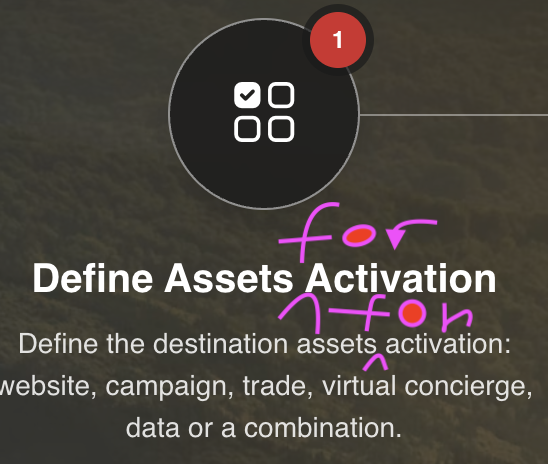 1
for
Define Assets Activation
for
Define the destination assets activation:
website, campaign, trade, virtual concierge,
data or a combination.